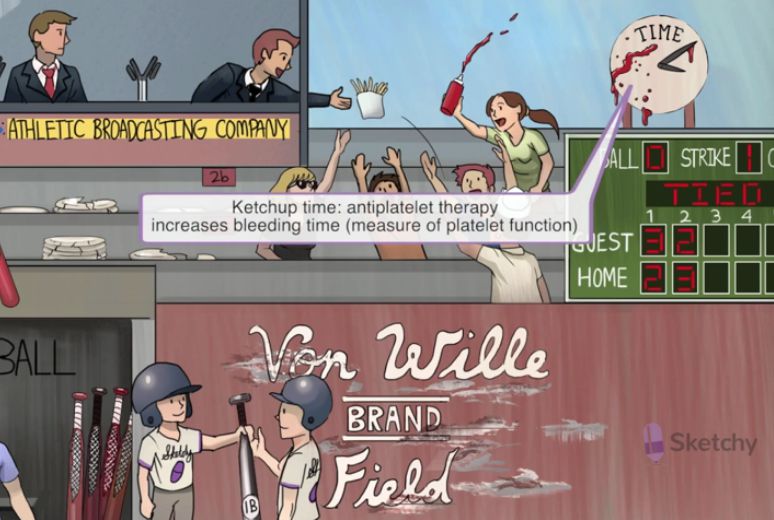 TIME
ATHLETIC BROADCASTING COMPANY
BALL 0 STRIKE 1
2b
TIED
Ketchup time: antiplatelet therapy
increases bleeding time (measure of platelet function)
1 2 3 4
GUEST 3 2
HOME 2 3
Von Wille
BALL
BRAND
Sketchy
Sketchy
Field
1B